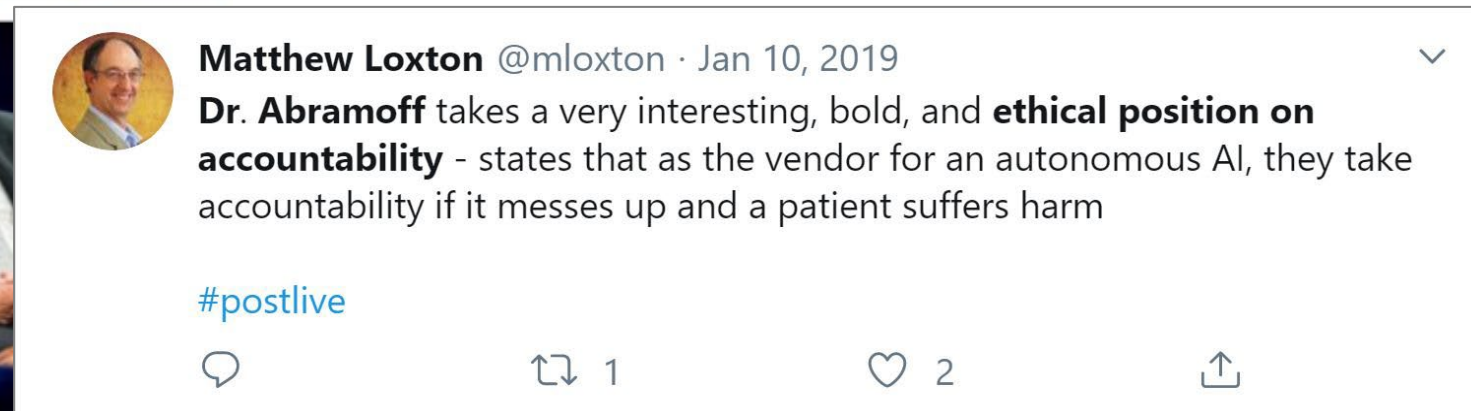 Matthew Loxton @mloxton · Jan 10, 2019
Dr. Abramoff takes a very interesting, bold, and ethical position on
accountability - states that as the vendor for an autonomous AI, they take
accountability if it messes up and a patient suffers harm
#postlive
1 2